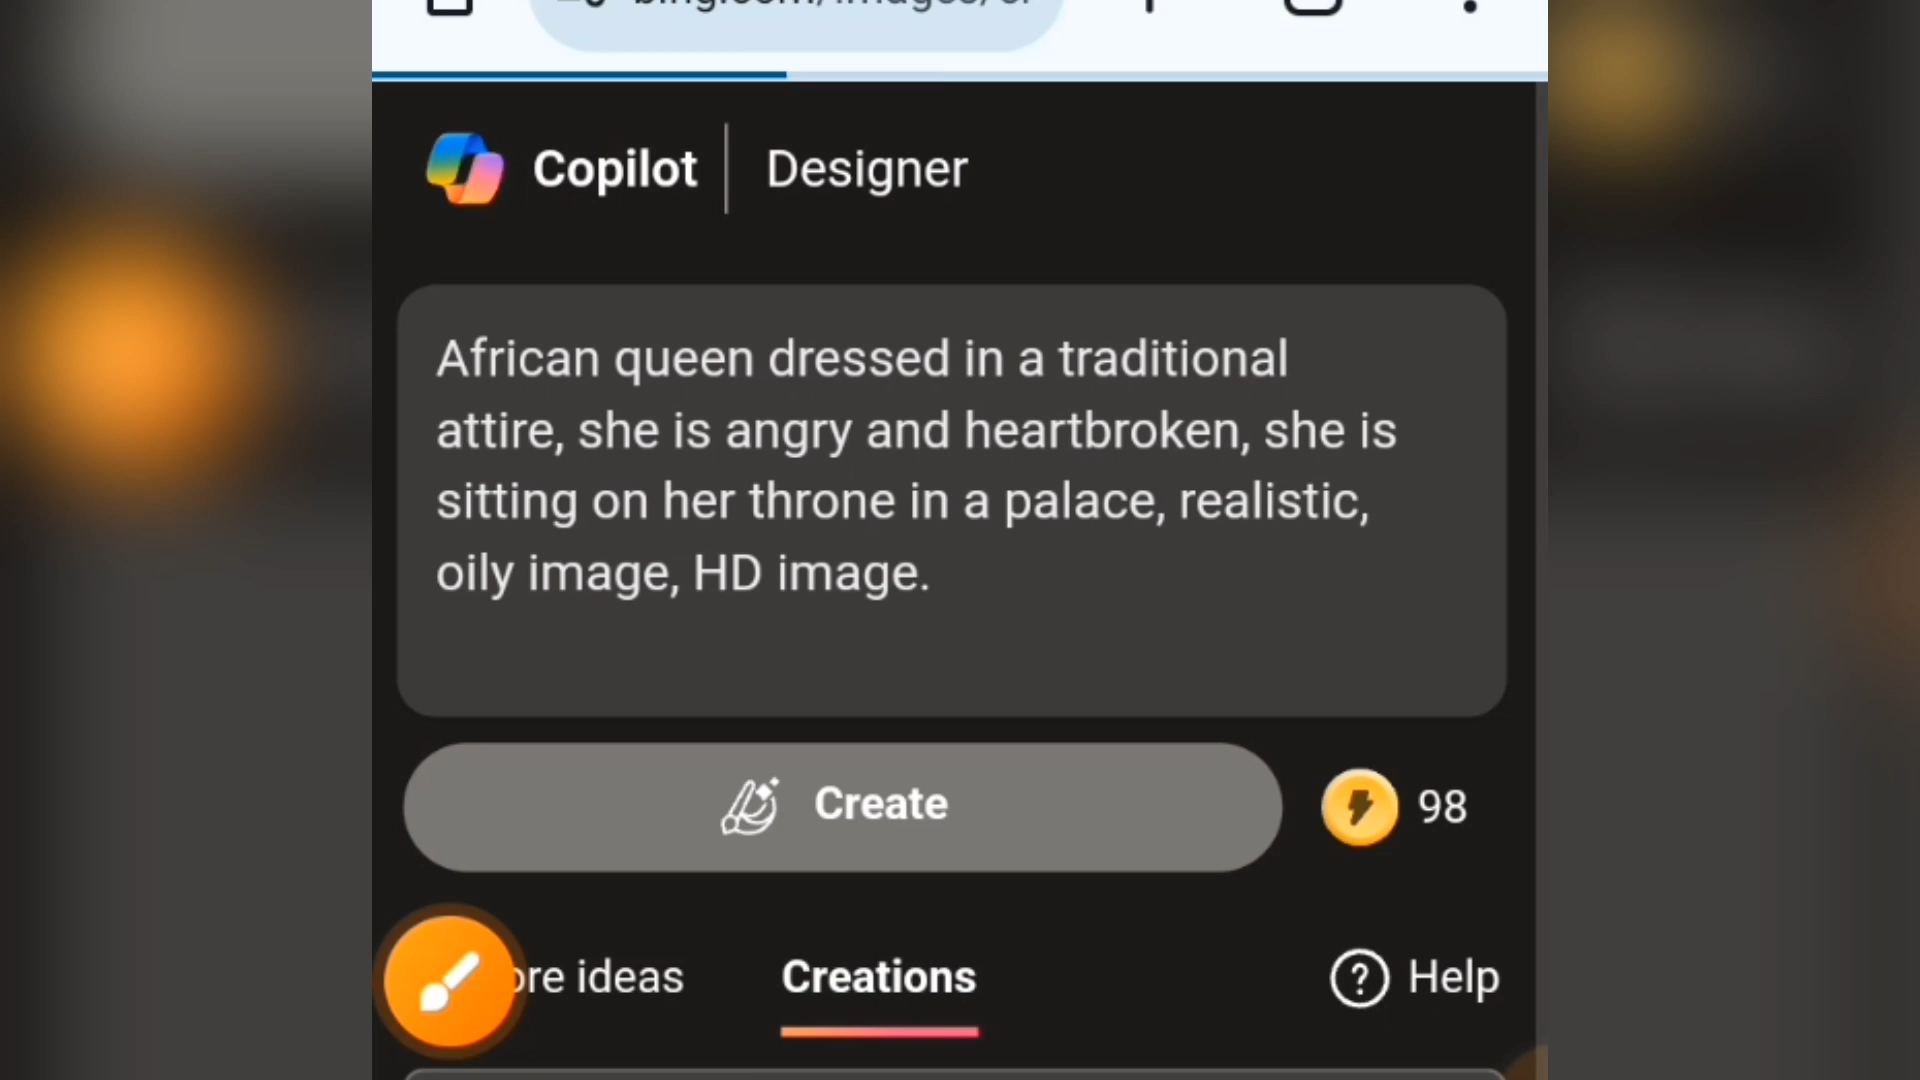 Copilot | Designer
African queen dressed in a traditional
attire, she is angry and heartbroken, she is
sitting on her throne in a palace, realistic,
oily image, HD image.
Create
98
ore ideas
Creations
Help